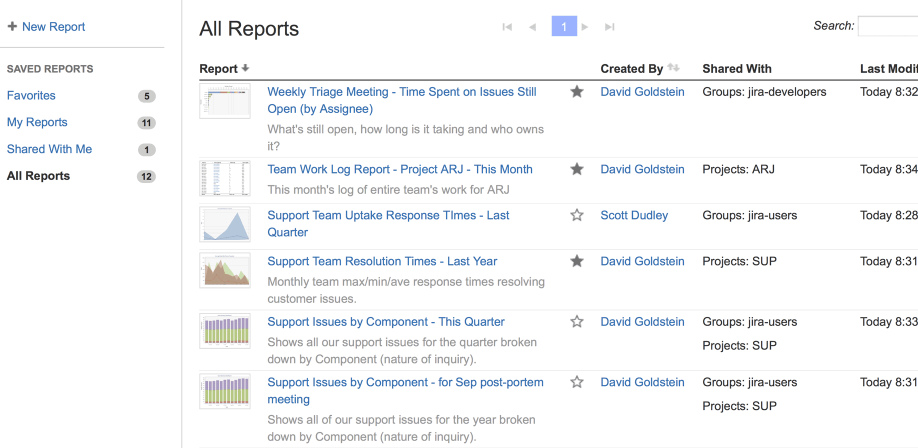 + New Report
SAVED REPORTS
Favorites 5
My Reports 11
Shared With Me 1
All Reports 12
All Reports
1
Search:
Report Created By Shared With Last Modif
Weekly Triage Meeting - Time Spent on Issues Still David Goldstein Groups: jira-developers Today 8:32
Open (by Assignee)
What's still open, how long is it taking and who owns
it?
Team Work Log Report - Project ARJ - This Month David Goldstein Projects: ARJ Today 8:34
This month's log of entire team's work for ARJ
Support Team Uptake Response TImes - Last Scott Dudley Groups: jira-users Today 8:28
Quarter
Support Team Resolution Times - Last Year David Goldstein Projects: SUP Today 8:31
Monthly team max/min/ave response times resolving
customer issues.
Support Issues by Component - This Quarter David Goldstein Groups: jira-users Today 8:33
Shows all our support issues for the quarter broken Projects: SUP
down by Component (nature of inquiry).
Support Issues by Component - for Sep post-portem David Goldstein Groups: jira-users Today 8:31
meeting Projects: SUP
Shows all of our support issues for the year broken
down by Component (nature of inquiry).